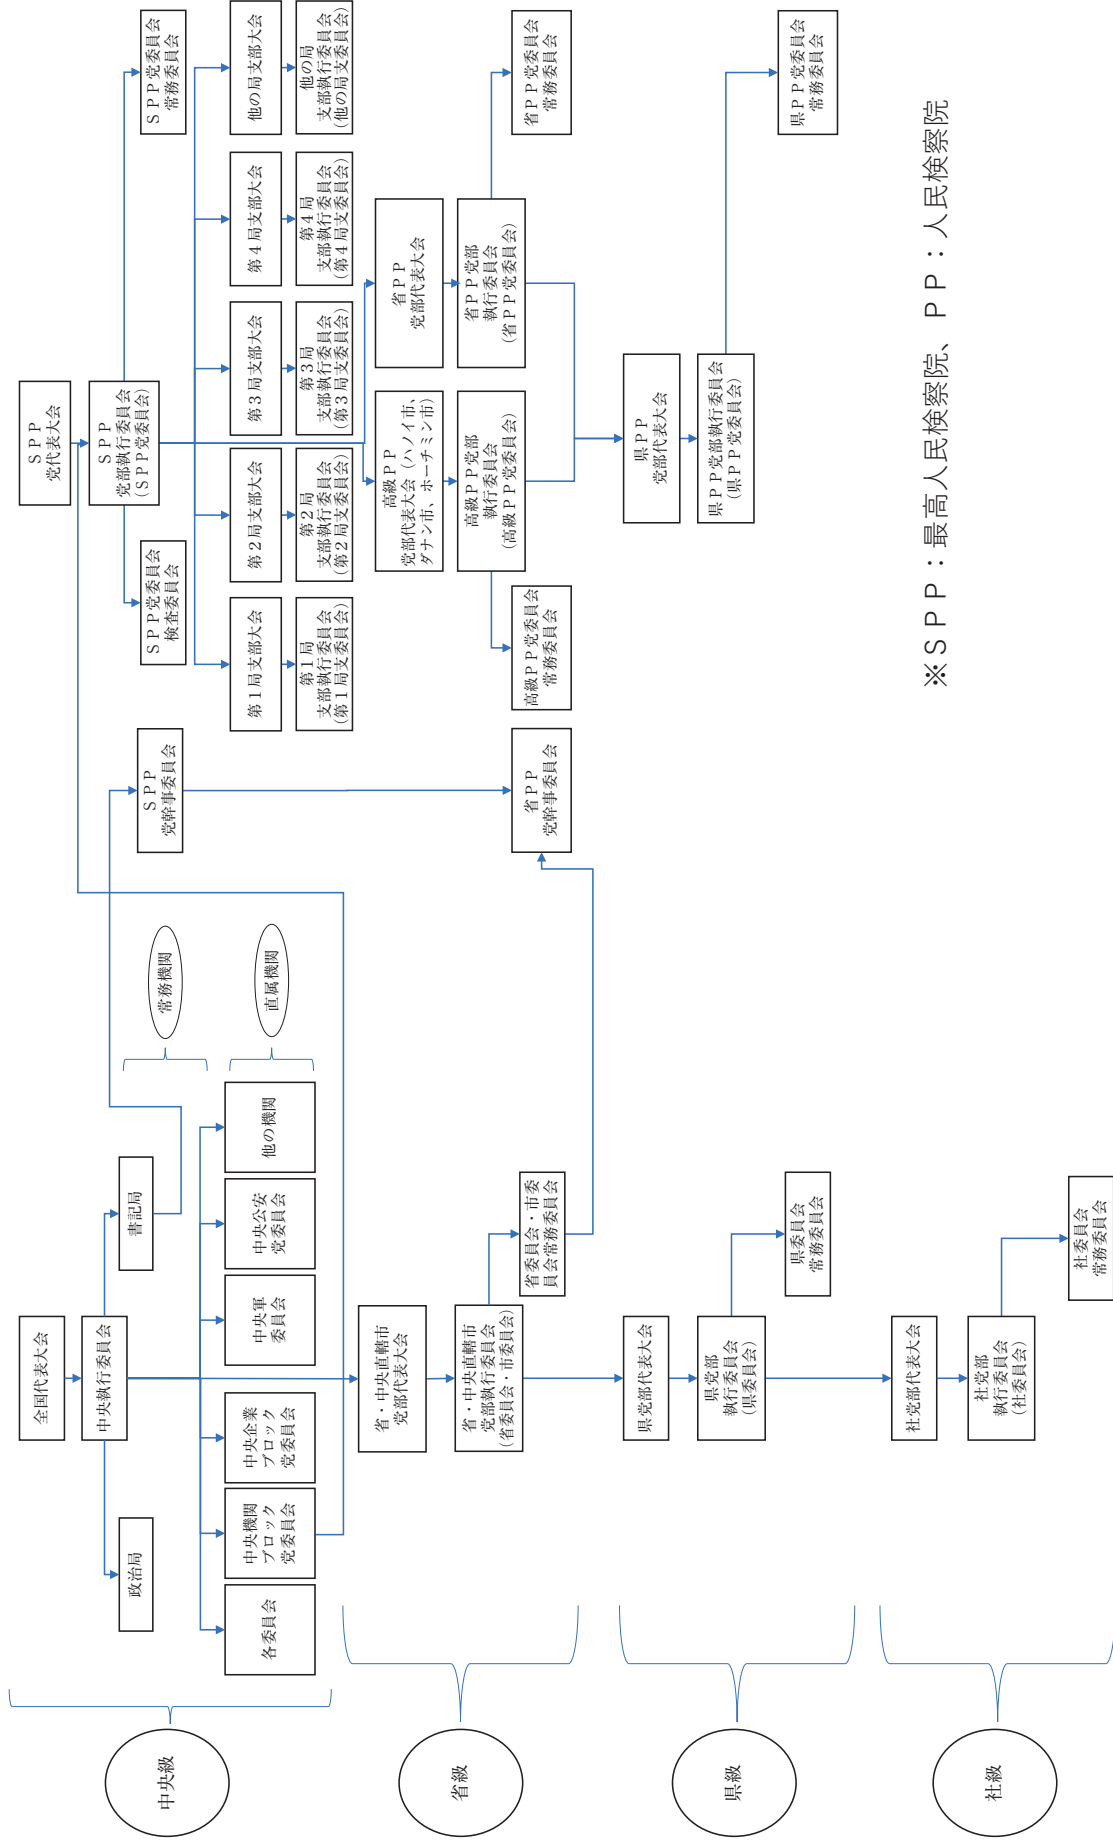 中央級
全国代表大会
中央執行委員会
政治局
書記局
常務機関
各委員会
中央機関
ブロック
党委員会
中央企業
ブロック
党委員会
中央軍
委員会
中央公安
党委員会
他の機関
直属機関
SPP
党代表大会
SPP
党部執行委員会
(SPP党委員会)
SPP
党幹事委員会
SPP党委員会
検査委員会
SPP党委員会
常務委員会
第1局支部大会
第2局支部大会
第3局支部大会
第4局支部大会
他の局支部大会
第1局
支部執行委員会
(第1局支委員会)
第2局
支部執行委員会
(第2局支委員会)
第3局
支部執行委員会
(第3局支委員会)
第4局
支部執行委員会
(第4局支委員会)
他の局
支部執行委員会
(他の局支委員会)
省級
省・中央直轄市
党部代表大会
省・中央直轄市
党部執行委員会
(省委員会・市委員会)
省委員会・市委
員会常務委員会
高級PP
党部代表大会(ハノイ市、
ダナン市、ホーチミン市)
省PP
党部代表大会
高級PP党部
執行委員会
(高級PP党委員会)
省PP党部
執行委員会
(省PP党委員会)
省PP
党幹事委員会
高級PP党委員会
常務委員会
省PP党委員会
常務委員会
県級
県党部代表大会
県党部
執行委員会
(県委員会)
県委員会
常務委員会
県PP
党部代表大会
県PP党部執行委員会
(県PP党委員会)
県PP党委員会
常務委員会
社級
社党部代表大会
社党部
執行委員会
(社委員会)
社委員会
常務委員会
※SPP:最高人民検察院、PP:人民検察院